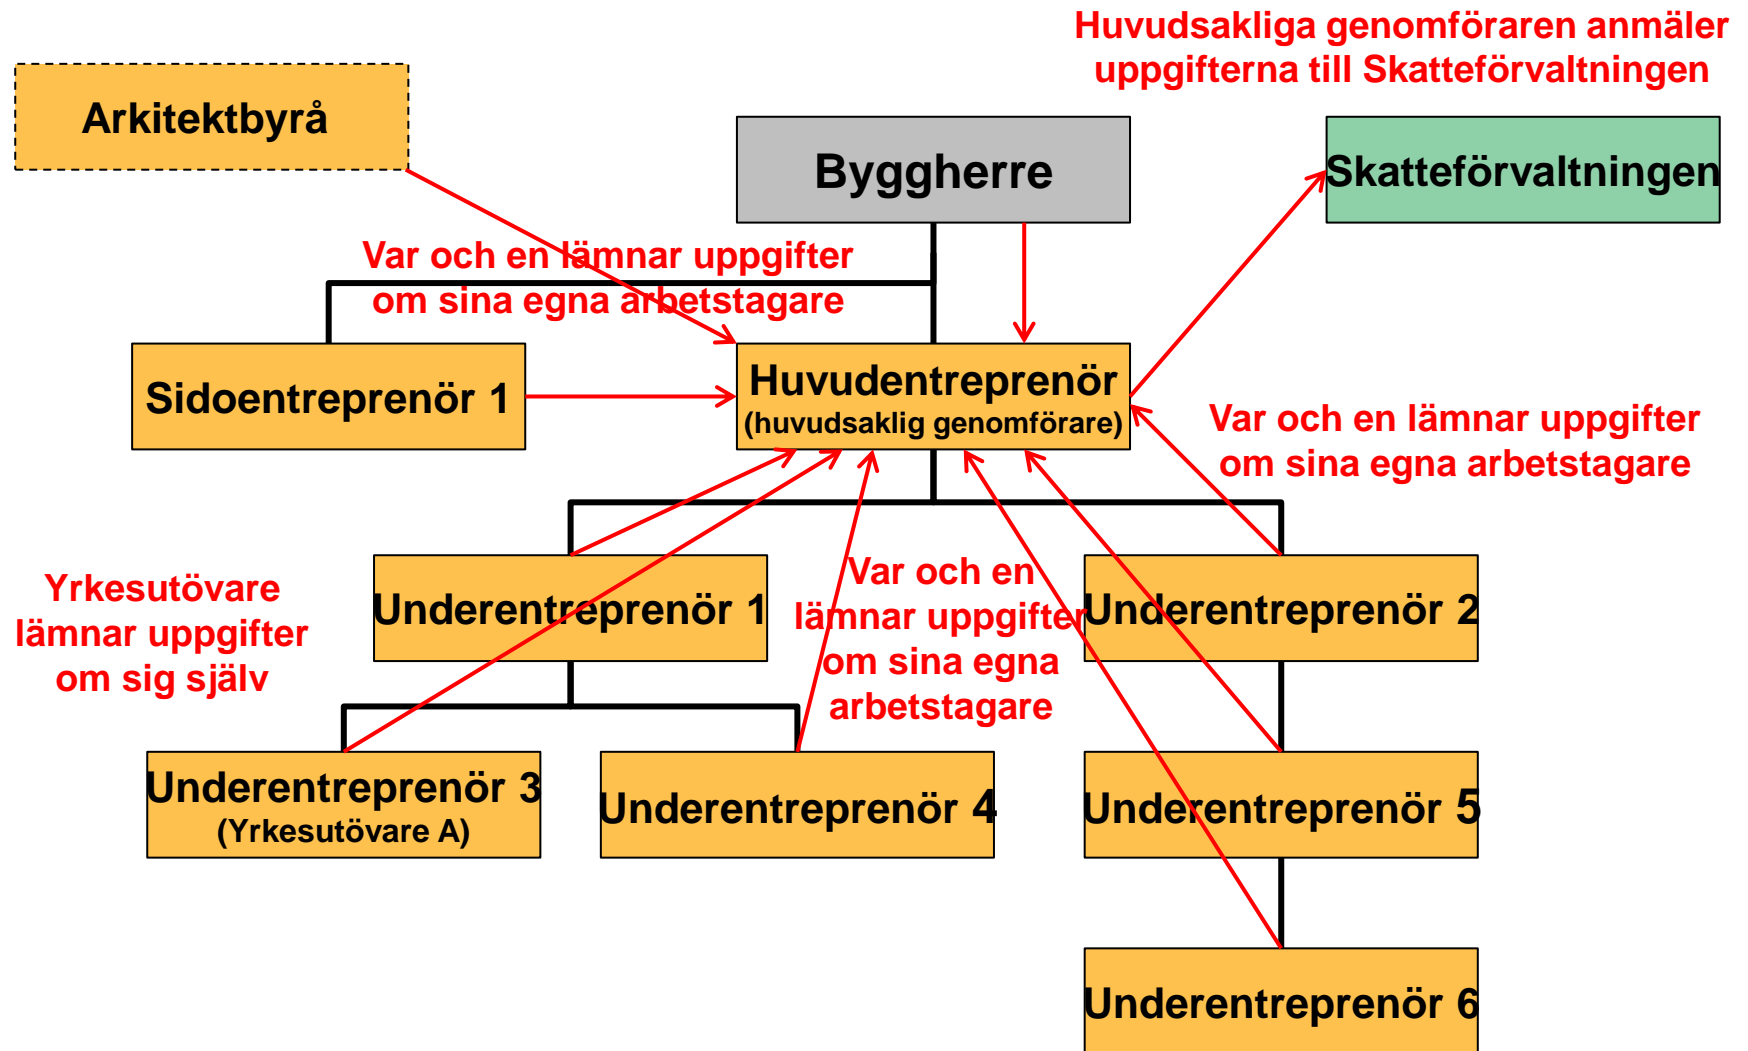 Huvudsakliga genomföraren anmäler
uppgifterna till Skatteförvaltningen
Arkitektbyrå
Byggherre
Skatteförvaltningen
Var och en lämnar uppgifter
om sina egna arbetstagare
Sidoentreprenör 1
Huvudentreprenör
(huvudsaklig genomförare)
Var och en lämnar uppgifter
om sina egna arbetstagare
Yrkesutövare
lämnar uppgifter
om sig själv
Underentreprenör 1
Var och en
lämnar uppgifter
om sina egna
arbetstagare
Underentreprenör 2
Underentreprenör 3
(Yrkesutövare A)
Underentreprenör 4
Underentreprenör 5
Underentreprenör 6